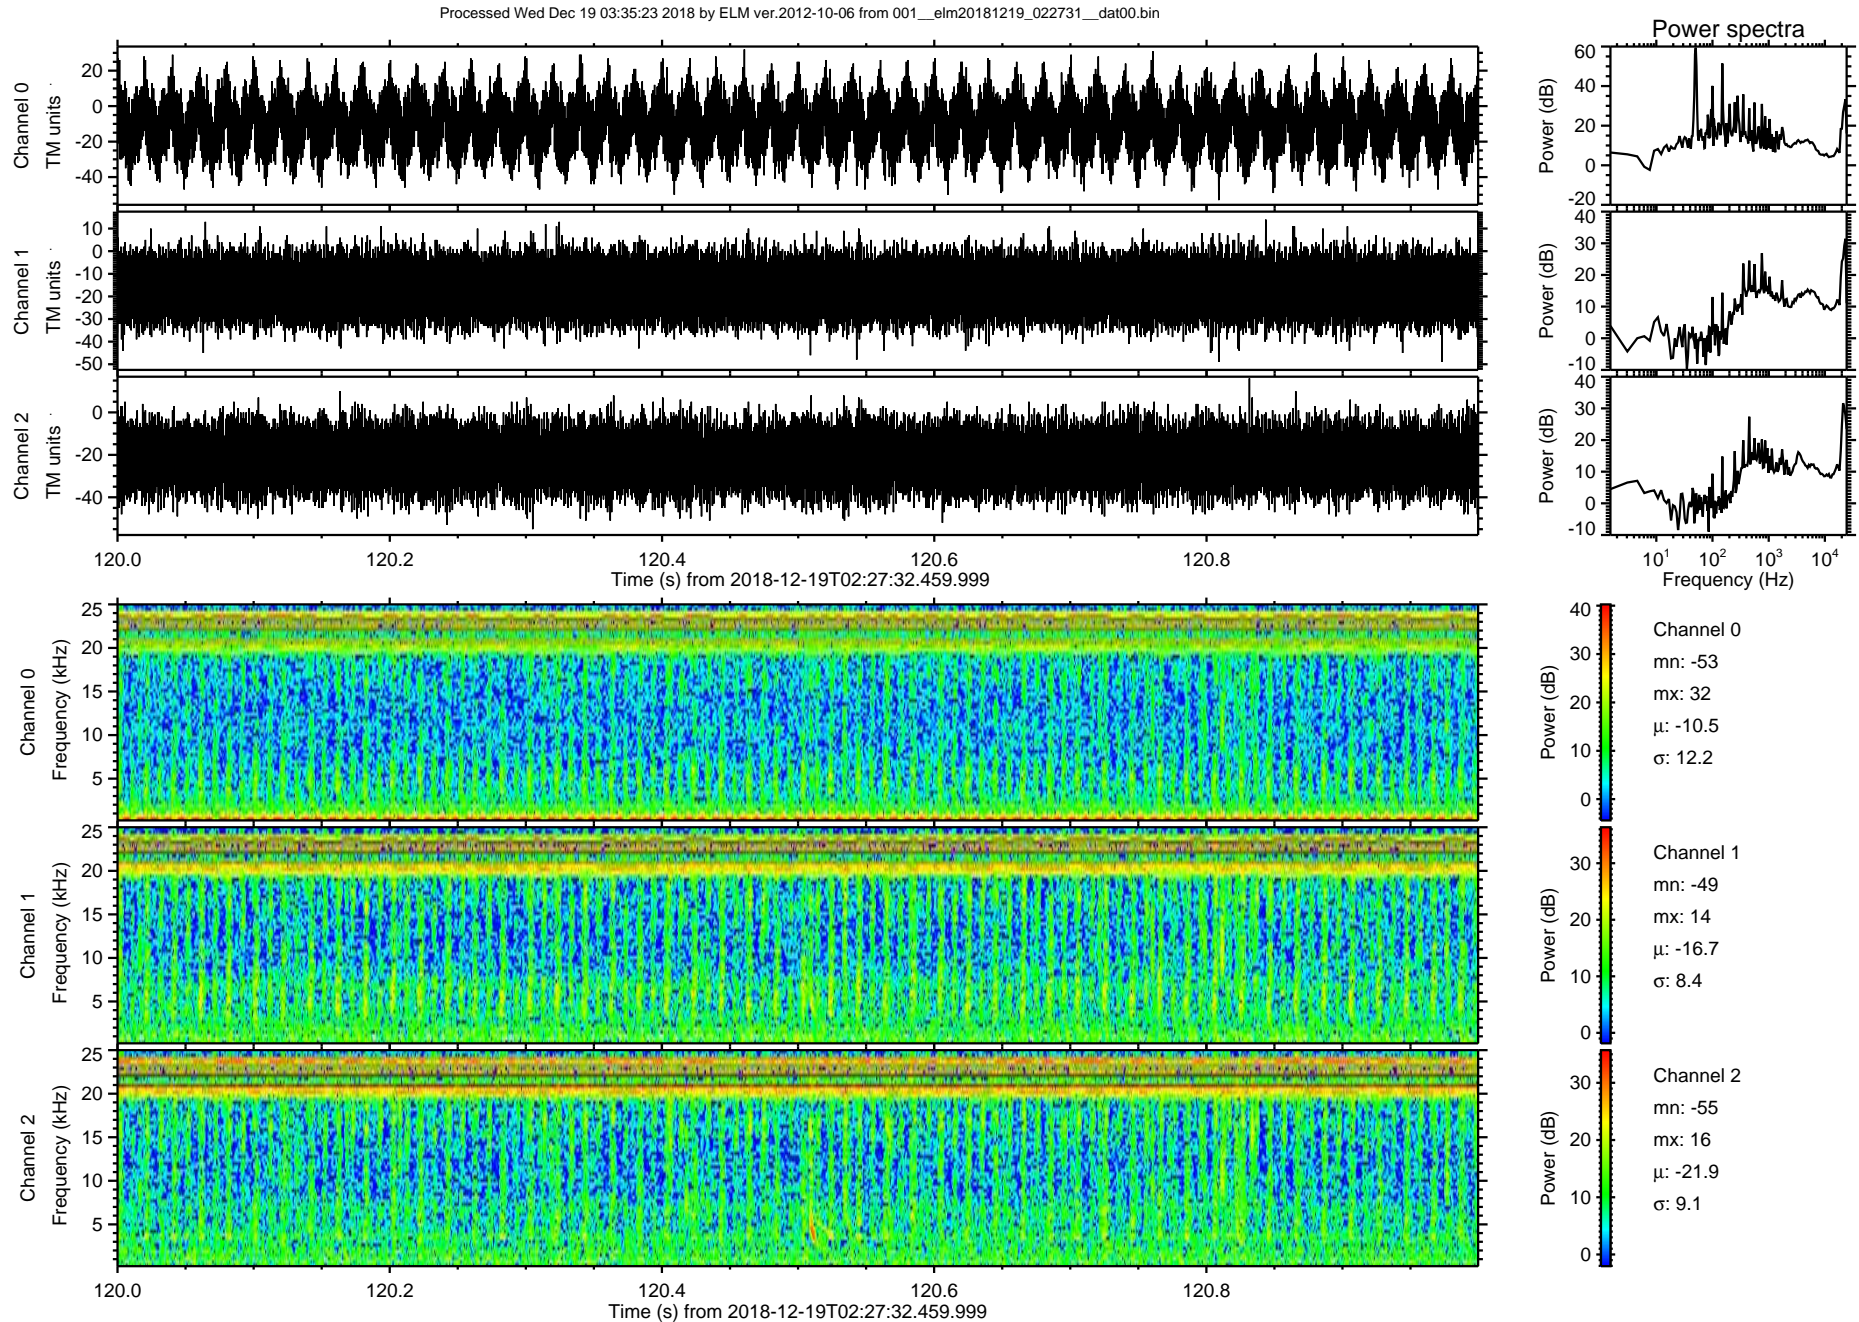 Processed Wed Dec 19 03:35:23 2018 by ELM ver.2012-10-06 from 001__elm20181219_022731__dat00.bin
Power spectra
Channel 0
TM units
20
0
-20
-40
Power (dB)
60
40
20
0
-20
Channel 1
TM units
10
0
-10
-20
-30
-40
-50
Power (dB)
40
30
20
10
0
-10
Channel 2
TM units
0
-20
-40
Power (dB)
40
30
20
10
0
-10
120.0 120.2 120.4 120.6 120.8
Time (s) from 2018-12-19T02:27:32.459.999
10¹ 10² 10³ 10⁴
Frequency (Hz)
Channel 0
Frequency (kHz)
25
20
15
10
5
Power (dB)
40
30
20
10
0
Channel 0
mn: -53
mx: 32
μ: -10.5
σ: 12.2
Channel 1
Frequency (kHz)
25
20
15
10
5
Power (dB)
30
20
10
0
Channel 1
mn: -49
mx: 14
μ: -16.7
σ: 8.4
Channel 2
Frequency (kHz)
25
20
15
10
5
Power (dB)
30
20
10
0
Channel 2
mn: -55
mx: 16
μ: -21.9
σ: 9.1
120.0 120.2 120.4 120.6 120.8
Time (s) from 2018-12-19T02:27:32.459.999